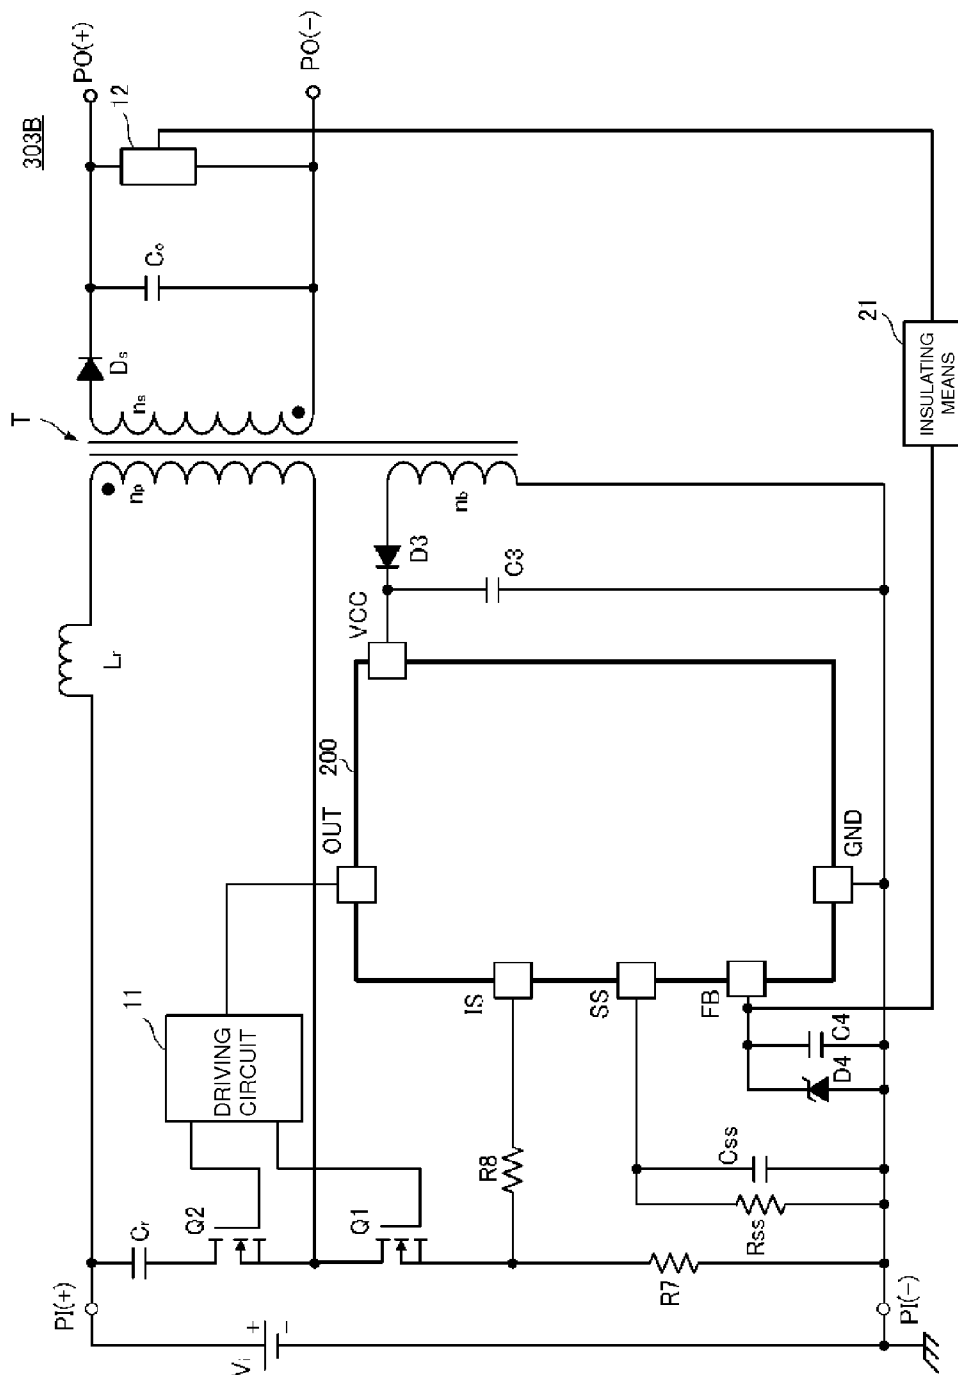 303B
PO(+)
PO(-)
12
Co
Ds
ns
T
np
nb
21
INSULATING
MEANS
Lr
D3
C3
VCC
200
OUT
GND
IS
SS
FB
11
DRIVING
CIRCUIT
C4
D4
R8
Css
Rss
Cr
Q2
Q1
R7
PI(+)
PI(-)
Vi
+
-